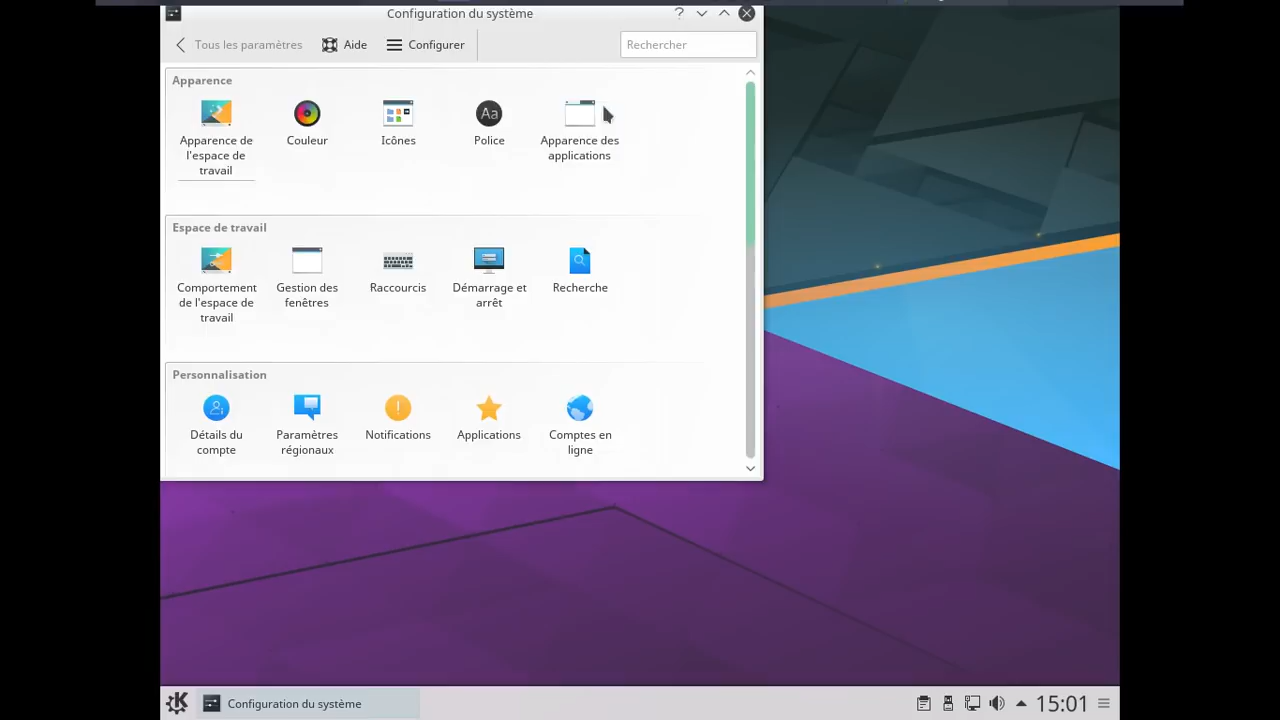 Configuration du système
Tous les paramètres Aide Configurer Rechercher
Apparence
Apparence de l'espace de travail
Couleur
Icônes
Police
Apparence des applications
Espace de travail
Comportement de l'espace de travail
Gestion des fenêtres
Raccourcis
Démarrage et arrêt
Recherche
Personnalisation
Détails du compte
Paramètres régionaux
Notifications
Applications
Comptes en ligne
Configuration du système 15:01